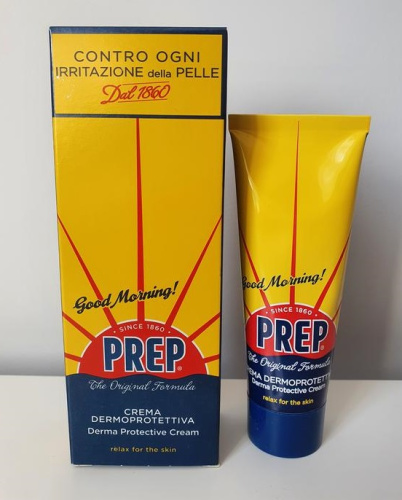 CONTRO OGNI
IRRITAZIONE della PELLE
Dal 1860
Good Morning!
• SINCE 1860 •
PREP®
The Original Formula
CREMA
DERMOPROTETTIVA
Derma Protective Cream
relax for the skin
Good Morning!
• SINCE 1860 •
PREP
The Original Formula
EMA DERMOPROTETTI
Derma Protective Cream
relax for the skin